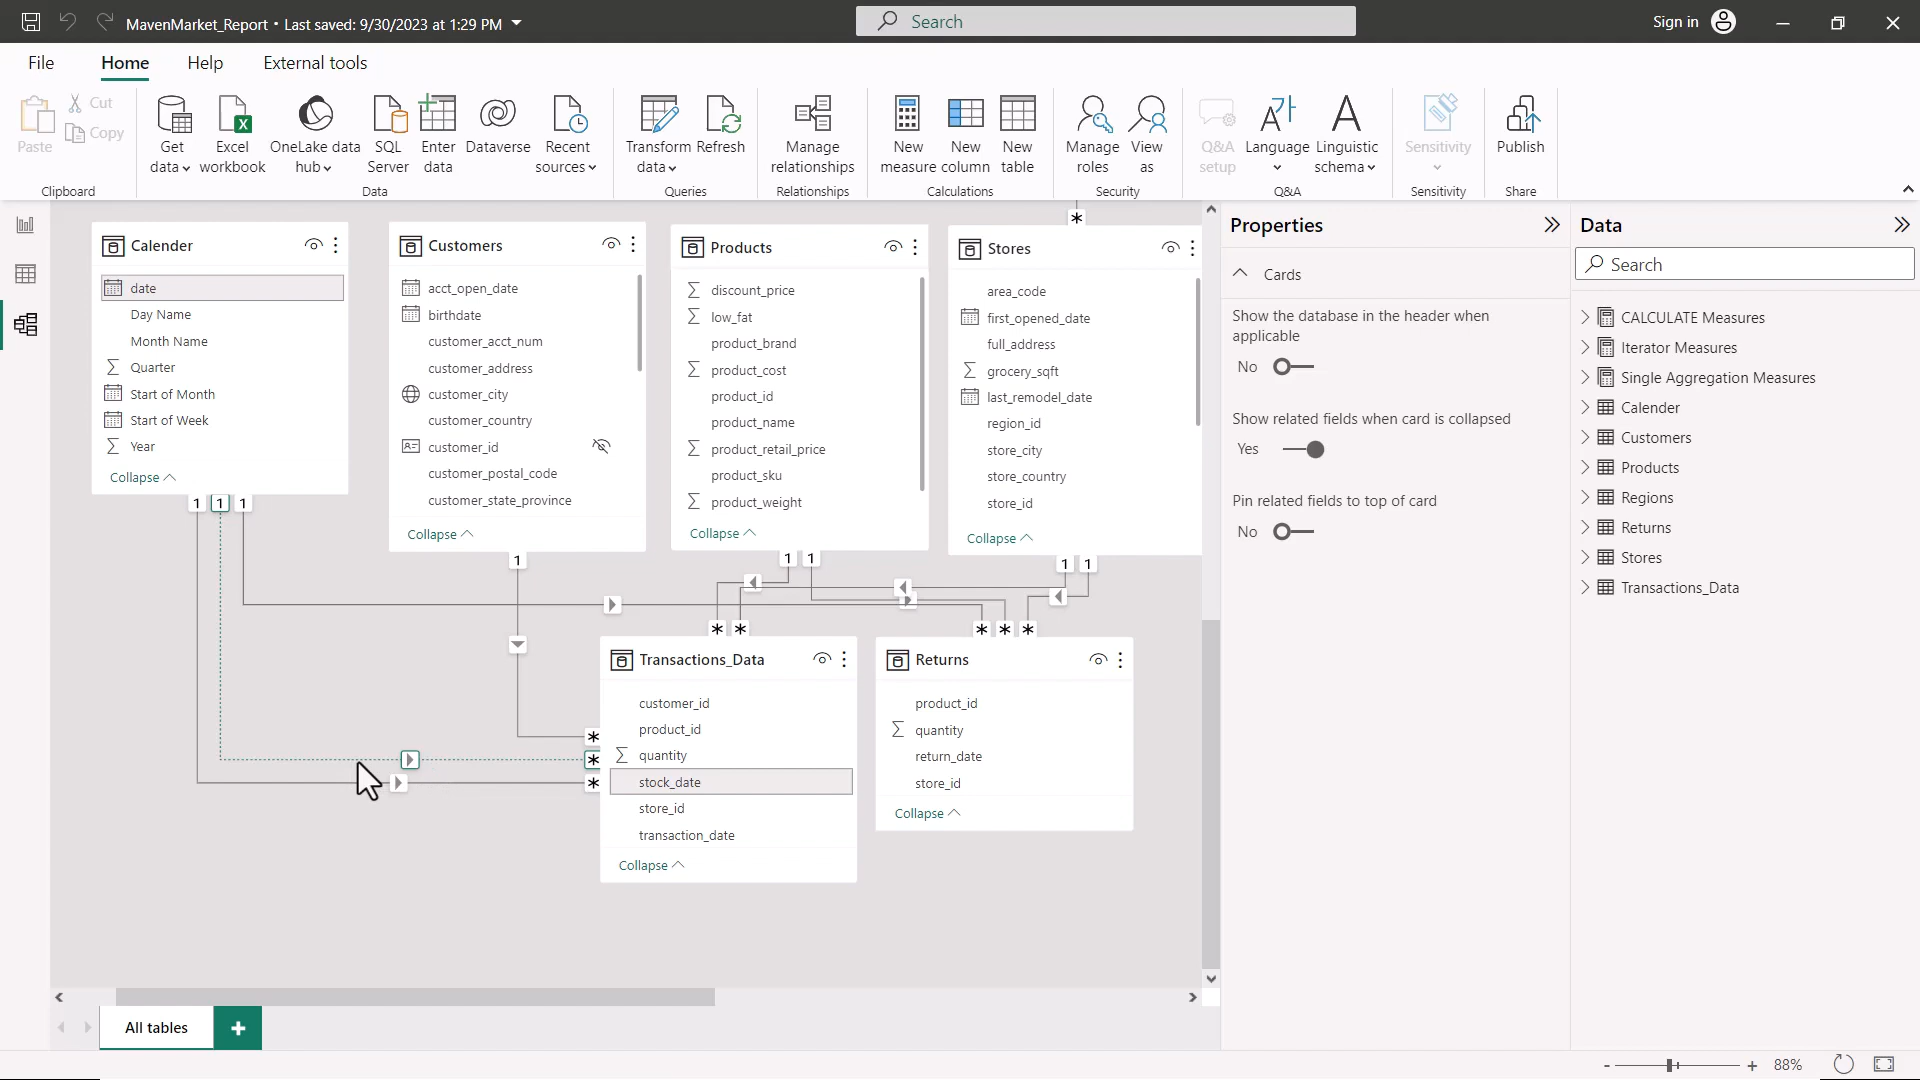 MavenMarket_Report • Last saved: 9/30/2023 at 1:29 PM
Search
Sign in
File
Home
Help
External tools
Paste
Cut
Copy
Clipboard
Get data
Excel workbook
OneLake data hub
SQL Server
Enter data
Dataverse
Recent sources
Data
Transform data
Refresh
Queries
Manage relationships
Relationships
New measure
New column
New table
Calculations
Manage roles
View as
Security
Q&A setup
Language
Linguistic schema
Q&A
Sensitivity
Sensitivity
Publish
Share
Calender
date
Day Name
Month Name
Quarter
Start of Month
Start of Week
Year
Collapse
1 1 1
Customers
acct_open_date
birthdate
customer_acct_num
customer_address
customer_city
customer_country
customer_id
customer_postal_code
customer_state_province
Collapse
1
Products
discount_price
low_fat
product_brand
product_cost
product_id
product_name
product_retail_price
product_sku
product_weight
Collapse
1 1
*
Stores
area_code
first_opened_date
full_address
grocery_sqft
last_remodel_date
region_id
store_city
store_country
store_id
Collapse
1 1
* *
* * *
*
*
*
Transactions_Data
customer_id
product_id
quantity
stock_date
store_id
transaction_date
Collapse
Returns
product_id
quantity
return_date
store_id
Collapse
Properties
Cards
Show the database in the header when
applicable
No
Show related fields when card is collapsed
Yes
Pin related fields to top of card
No
Data
Search
CALCULATE Measures
Iterator Measures
Single Aggregation Measures
Calender
Customers
Products
Regions
Returns
Stores
Transactions_Data
All tables
+
- + 88%